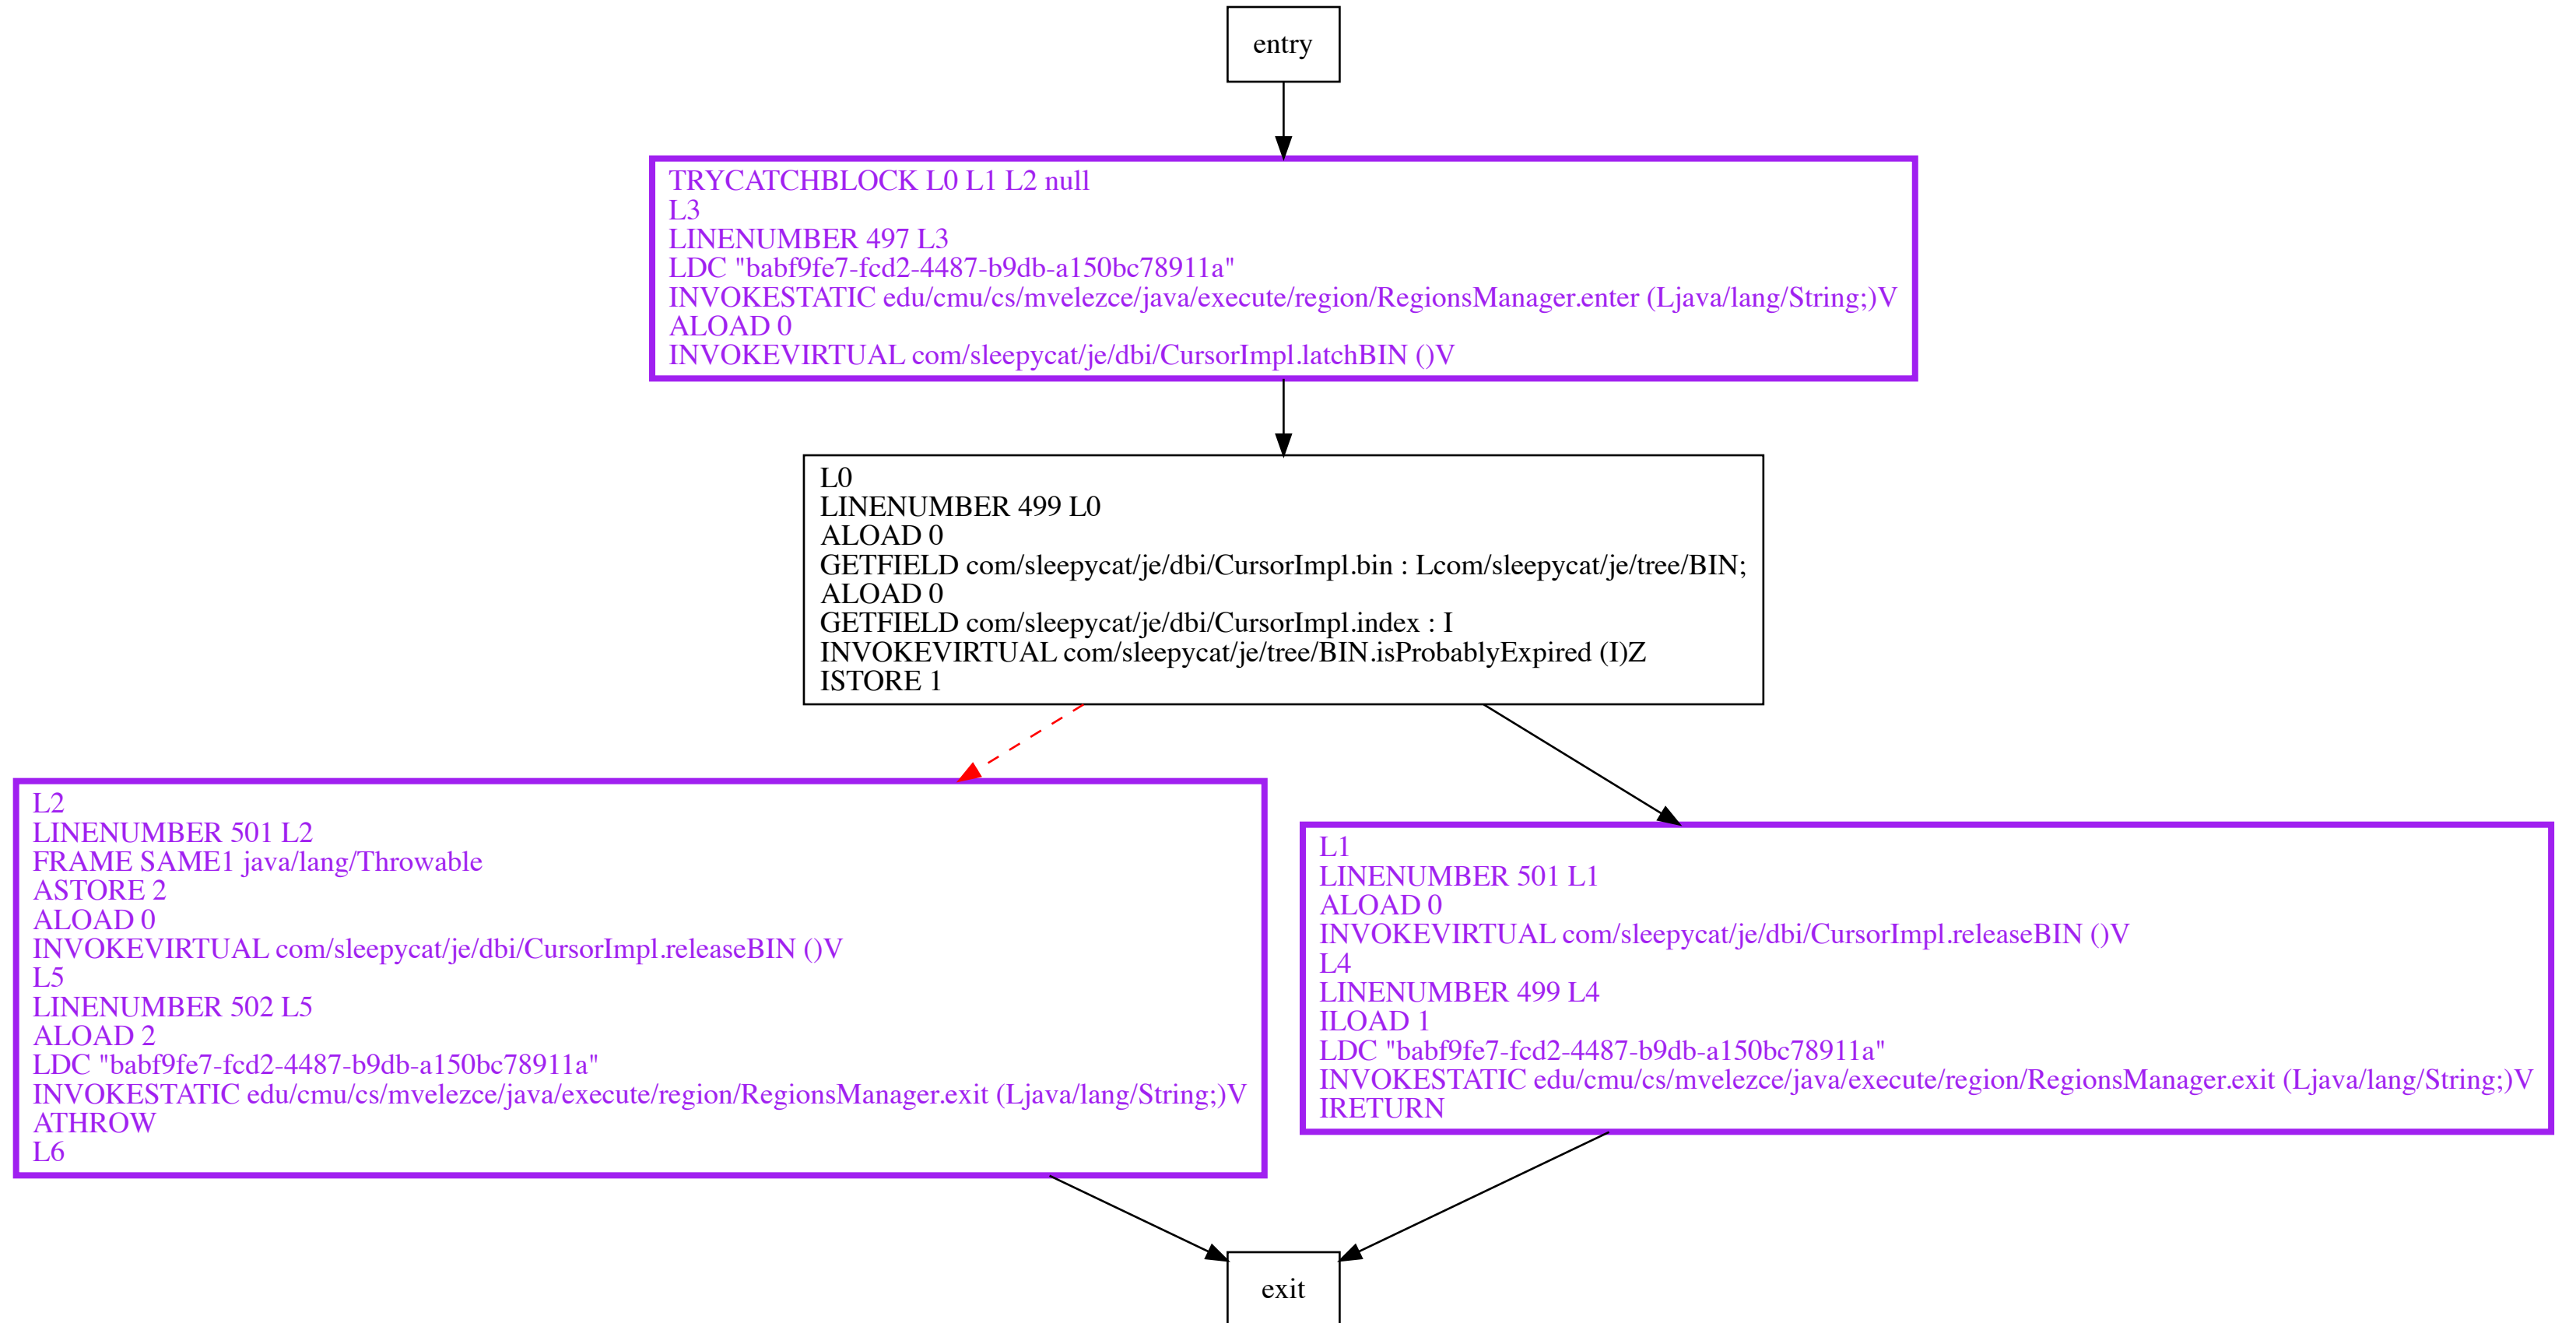 entry
TRYCATCHBLOCK L0 L1 L2 null
L3
LINENUMBER 497 L3
LDC "babf9fe7-fcd2-4487-b9db-a150bc78911a"
INVOKESTATIC edu/cmu/cs/mvelezce/java/execute/region/RegionsManager.enter (Ljava/lang/String;)V
ALOAD 0
INVOKEVIRTUAL com/sleepycat/je/dbi/CursorImpl.latchBIN ()V
L0
LINENUMBER 499 L0
ALOAD 0
GETFIELD com/sleepycat/je/dbi/CursorImpl.bin : Lcom/sleepycat/je/tree/BIN;
ALOAD 0
GETFIELD com/sleepycat/je/dbi/CursorImpl.index : I
INVOKEVIRTUAL com/sleepycat/je/tree/BIN.isProbablyExpired (I)Z
ISTORE 1
L2
LINENUMBER 501 L2
FRAME SAME1 java/lang/Throwable
ASTORE 2
ALOAD 0
INVOKEVIRTUAL com/sleepycat/je/dbi/CursorImpl.releaseBIN ()V
L5
LINENUMBER 502 L5
ALOAD 2
LDC "babf9fe7-fcd2-4487-b9db-a150bc78911a"
INVOKESTATIC edu/cmu/cs/mvelezce/java/execute/region/RegionsManager.exit (Ljava/lang/String;)V
ATHROW
L6
L1
LINENUMBER 501 L1
ALOAD 0
INVOKEVIRTUAL com/sleepycat/je/dbi/CursorImpl.releaseBIN ()V
L4
LINENUMBER 499 L4
ILOAD 1
LDC "babf9fe7-fcd2-4487-b9db-a150bc78911a"
INVOKESTATIC edu/cmu/cs/mvelezce/java/execute/region/RegionsManager.exit (Ljava/lang/String;)V
IRETURN
exit